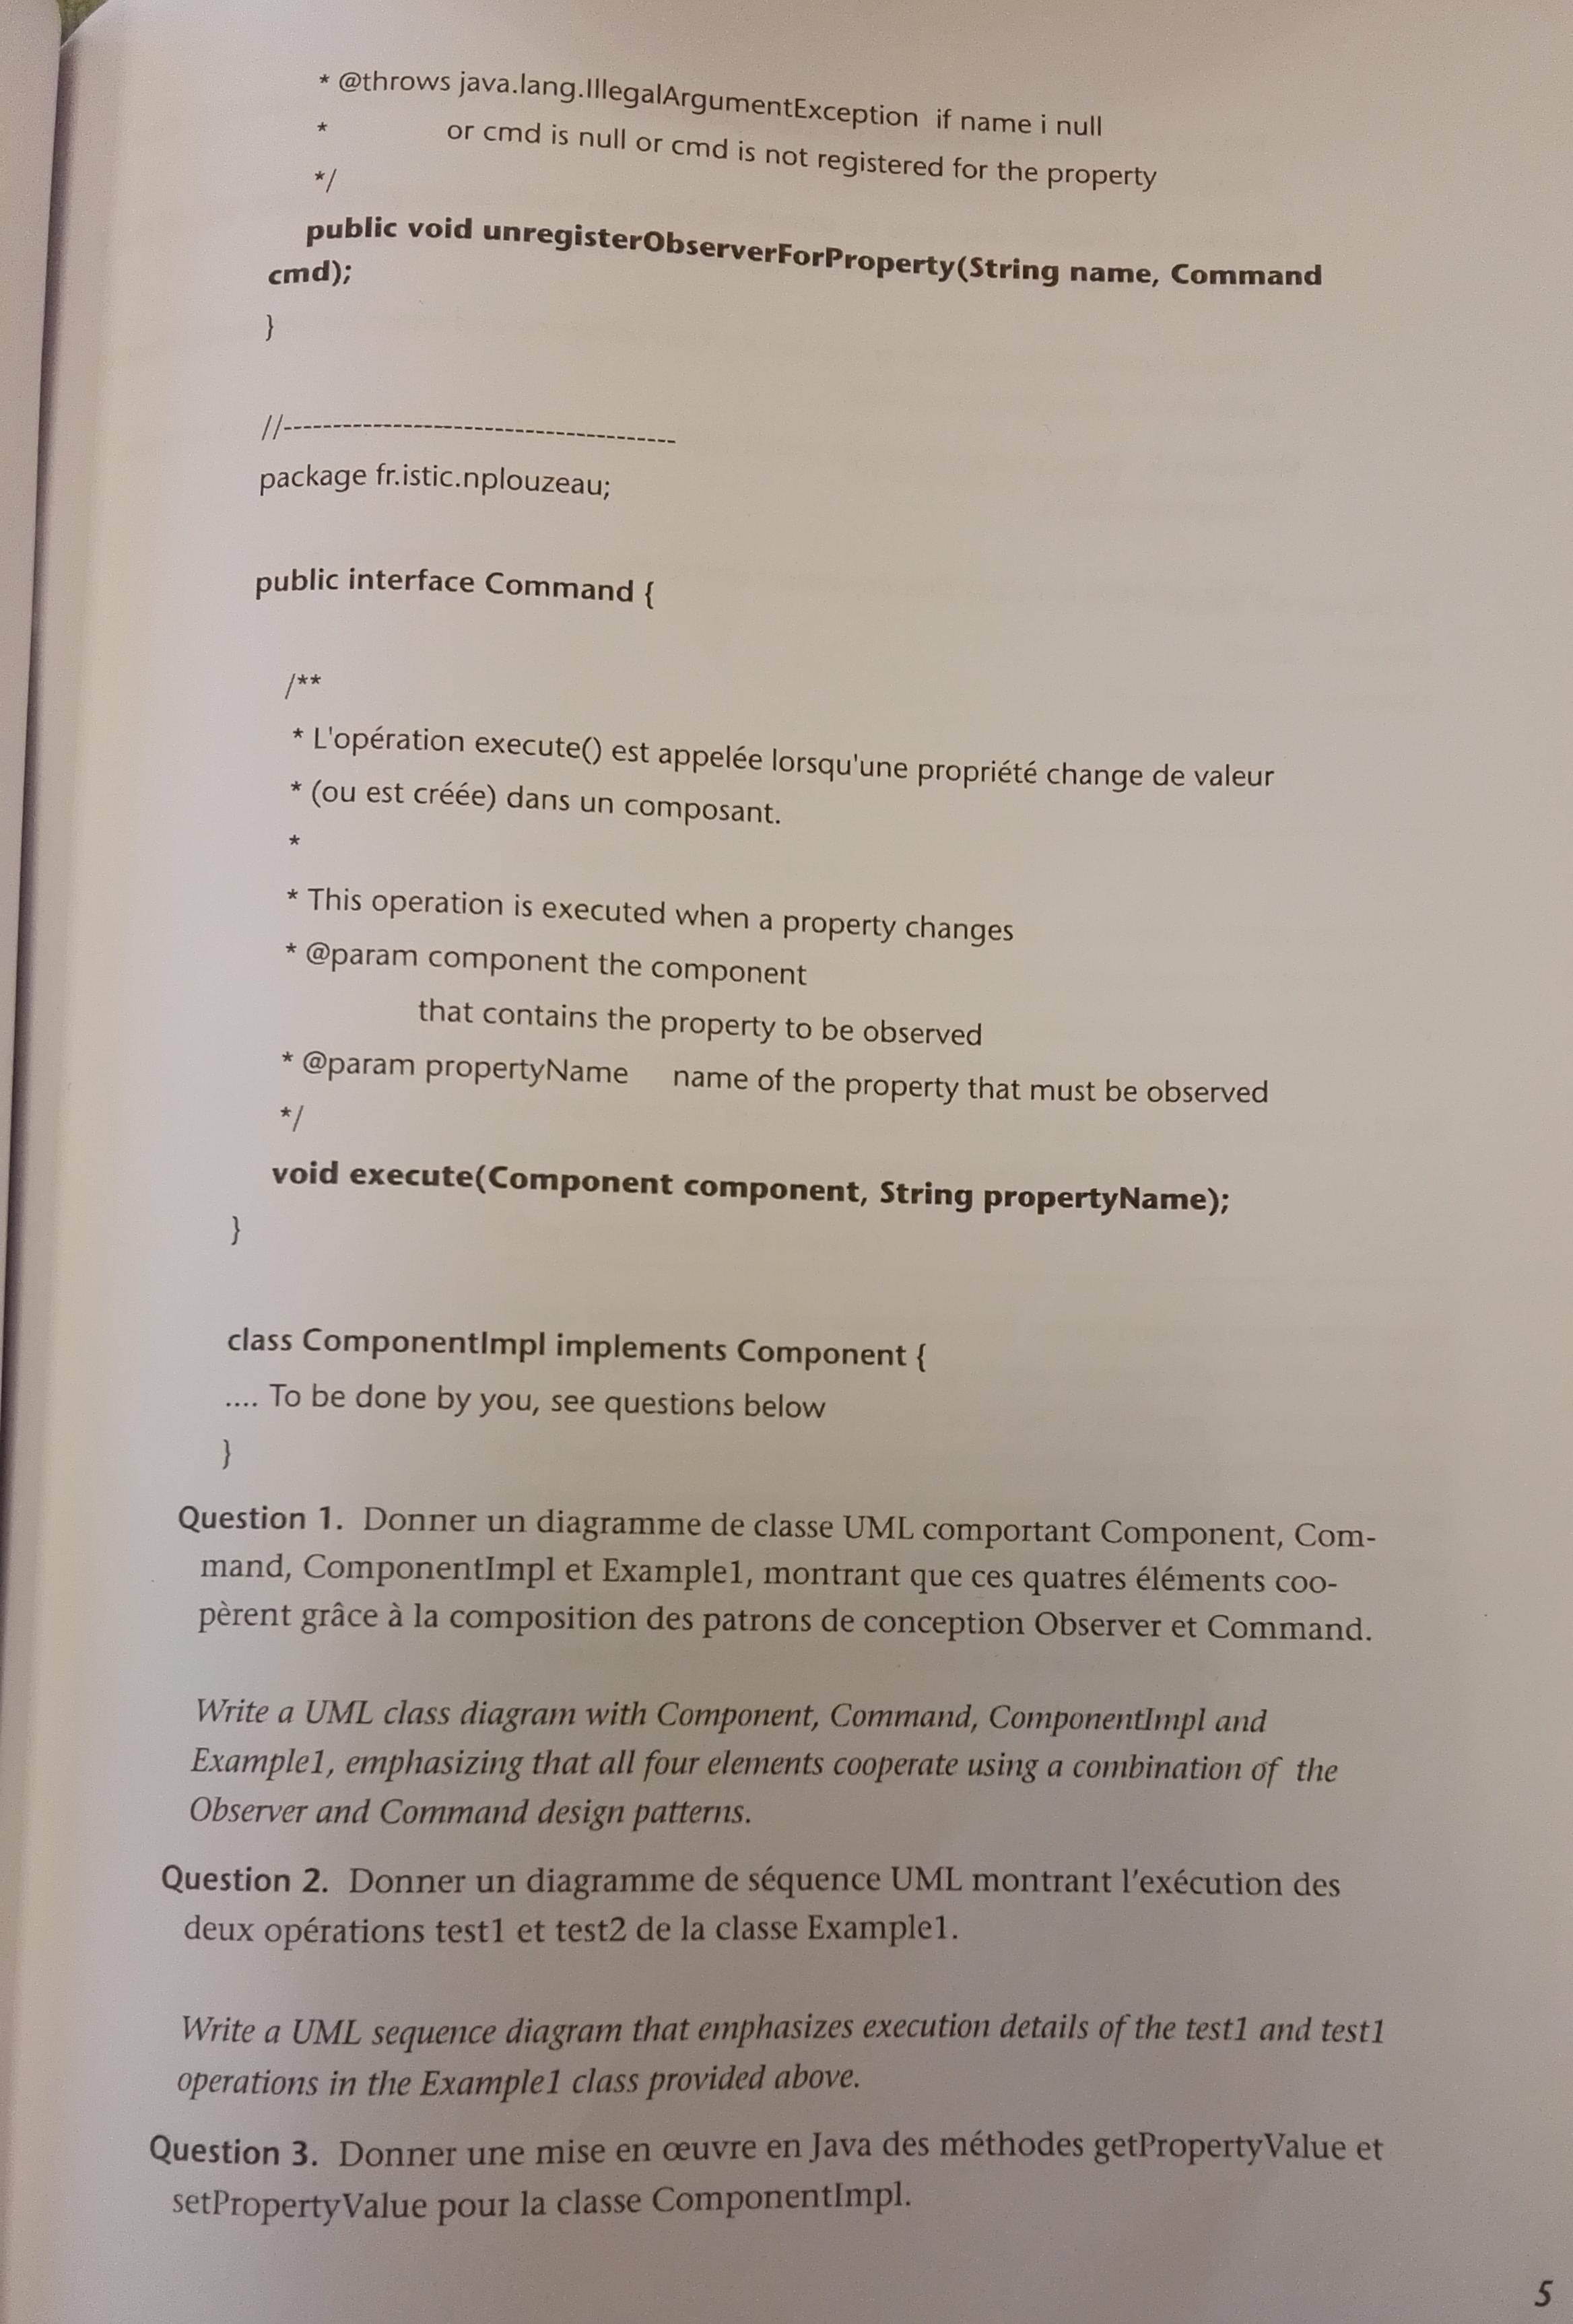 * @throws java.lang.IllegalArgumentException if name i null
* or cmd is null or cmd is not registered for the property
*/
public void unregisterObserverForProperty(String name, Command
cmd);
}
//----------------------------------------
package fr.istic.nplouzeau;
public interface Command {
/**
* L'opération execute() est appelée lorsqu'une propriété change de valeur
* (ou est créée) dans un composant.
*
* This operation is executed when a property changes
* @param component the component
that contains the property to be observed
* @param propertyName name of the property that must be observed
*/
void execute(Component component, String propertyName);
}
class ComponentImpl implements Component {
.... To be done by you, see questions below
}
Question 1. Donner un diagramme de classe UML comportant Component, Com-
mand, ComponentImpl et Example1, montrant que ces quatres éléments coo-
pèrent grâce à la composition des patrons de conception Observer et Command.
Write a UML class diagram with Component, Command, ComponentImpl and
Example1, emphasizing that all four elements cooperate using a combination of the
Observer and Command design patterns.
Question 2. Donner un diagramme de séquence UML montrant l'exécution des
deux opérations test1 et test2 de la classe Example1.
Write a UML sequence diagram that emphasizes execution details of the test1 and test1
operations in the Example1 class provided above.
Question 3. Donner une mise en œuvre en Java des méthodes getPropertyValue et
setPropertyValue pour la classe ComponentImpl.
5